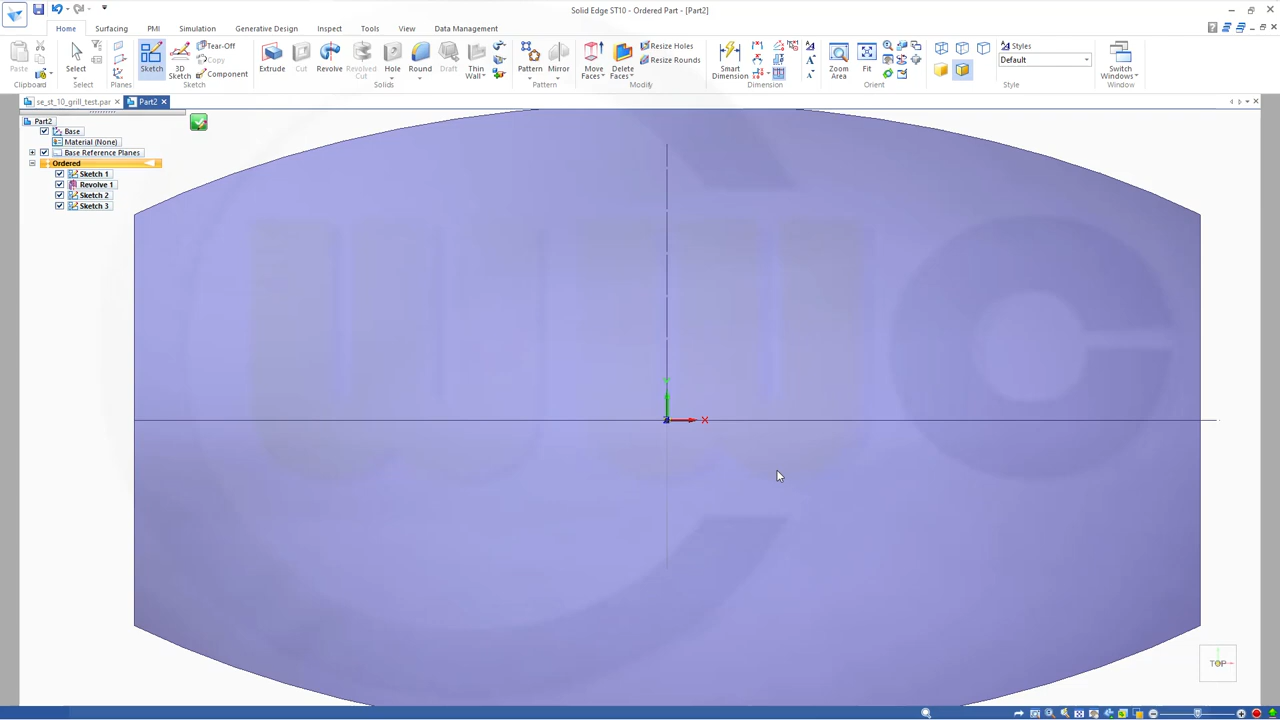 Solid Edge ST10 - Ordered Part - [Part2]
Home Surfacing PMI Simulation Generative Design Inspect Tools View Data Management
Paste Select Sketch 3D Sketch Tear-Off Copy Component Extrude Cut Revolve Revolved Cut Hole Round Draft Thin Wall Pattern Mirror Move Faces Delete Faces Resize Holes Resize Rounds Smart Dimension Zoom Area Fit Styles Default Switch Windows
Clipboard Select Planes Sketch Solids Pattern Modify Dimension Orient Style Window
se_st_10_grill_test.par Part2
Part2
Base
Material (None)
Base Reference Planes
Ordered
Sketch 1
Revolve 1
Sketch 2
Sketch 3
X
TOP